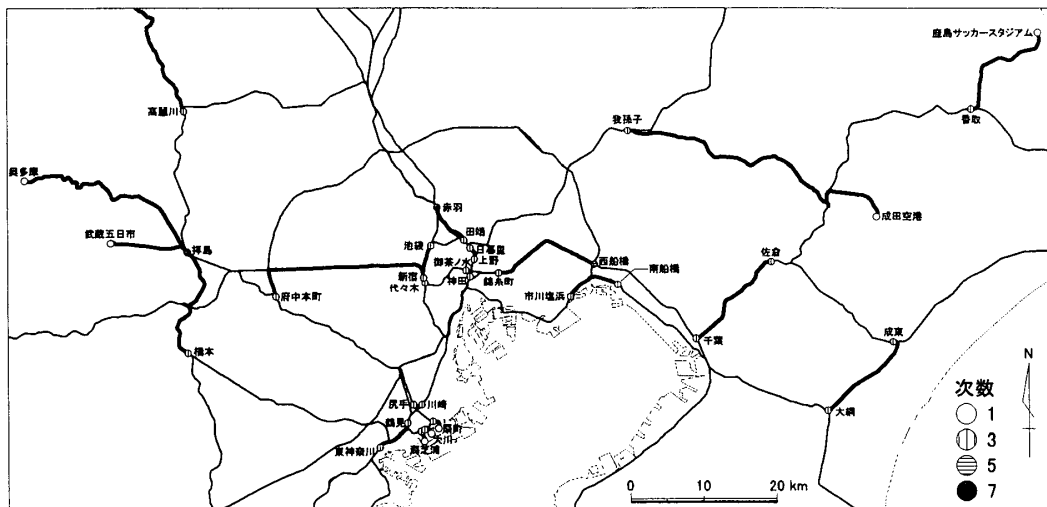 鹿島サッカースタジアム
高麗川
香取
我孫子
奥多摩
赤羽
成田空港
武蔵五日市
拝島
池袋
田端
日暮里
上野
御茶ノ水
神田
錦糸町
新宿
代々木
西船橋
南船橋
佐倉
府中本町
市川塩浜
千葉
成東
橋本
大網
尻手
川崎
鶴見
扇町
大川
海芝浦
東神奈川
N
次数
1
3
5
7
0 10 20 km